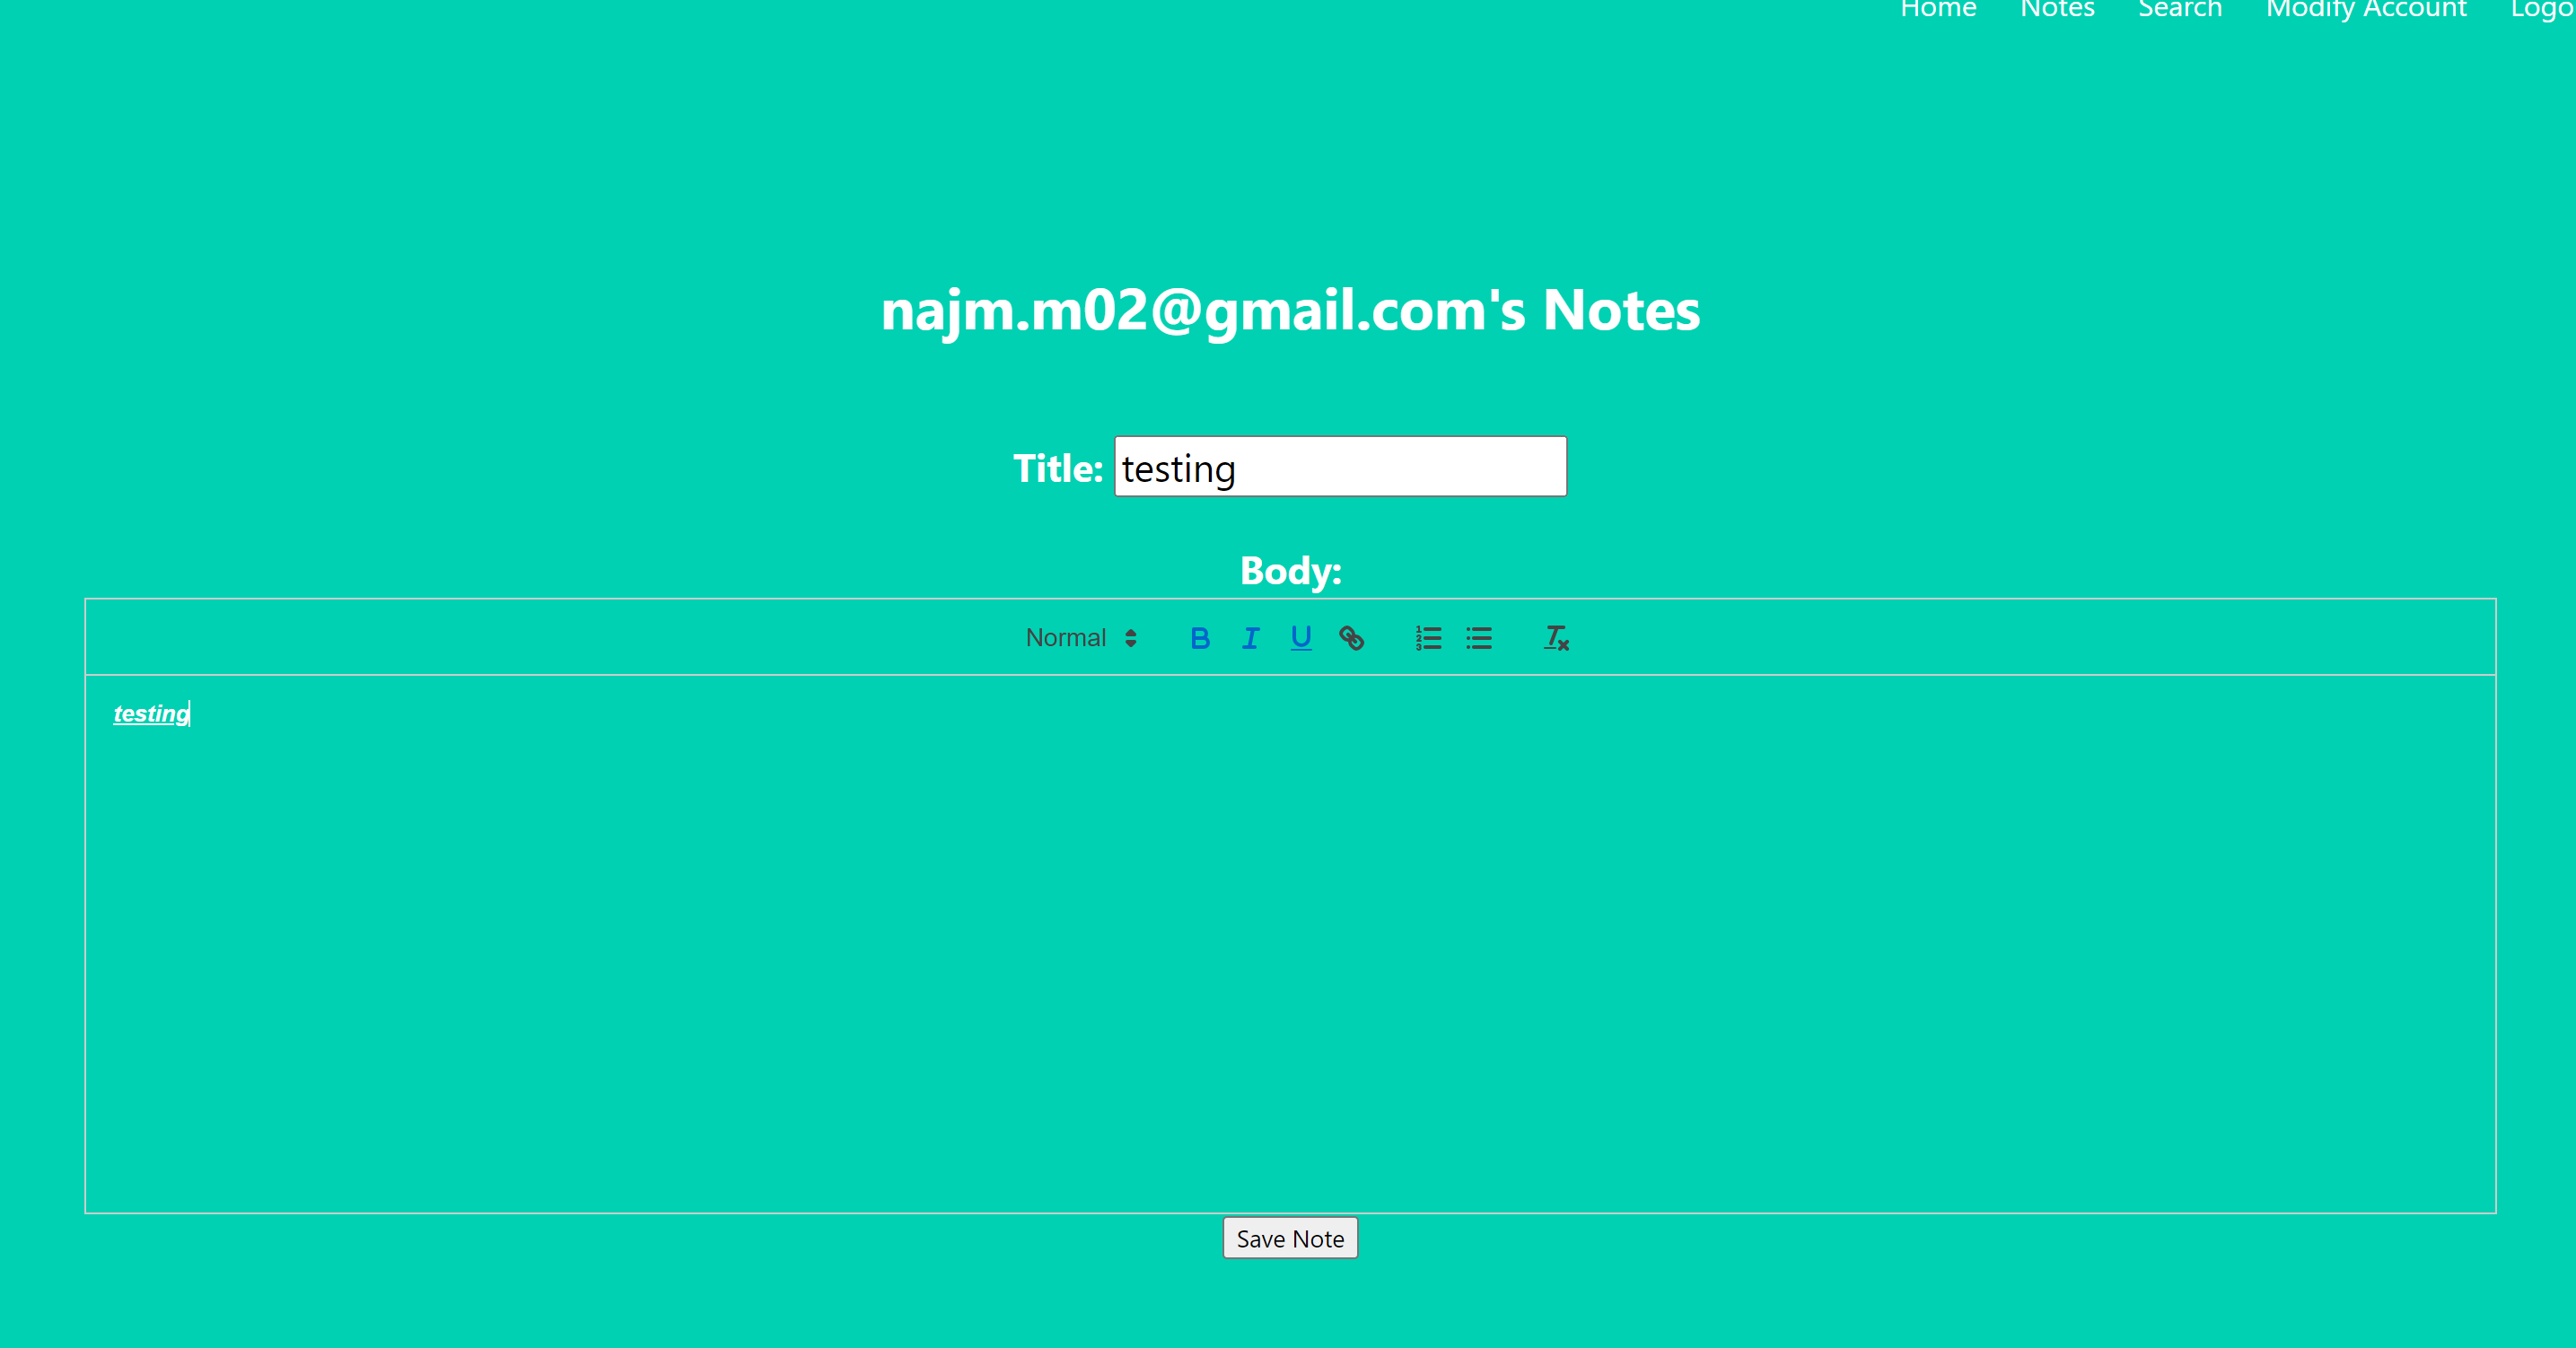 Home Notes Search Modify Account Logo
najm.m02@gmail.com's Notes
Title: testing
Body:
Normal B I U
testing
Save Note